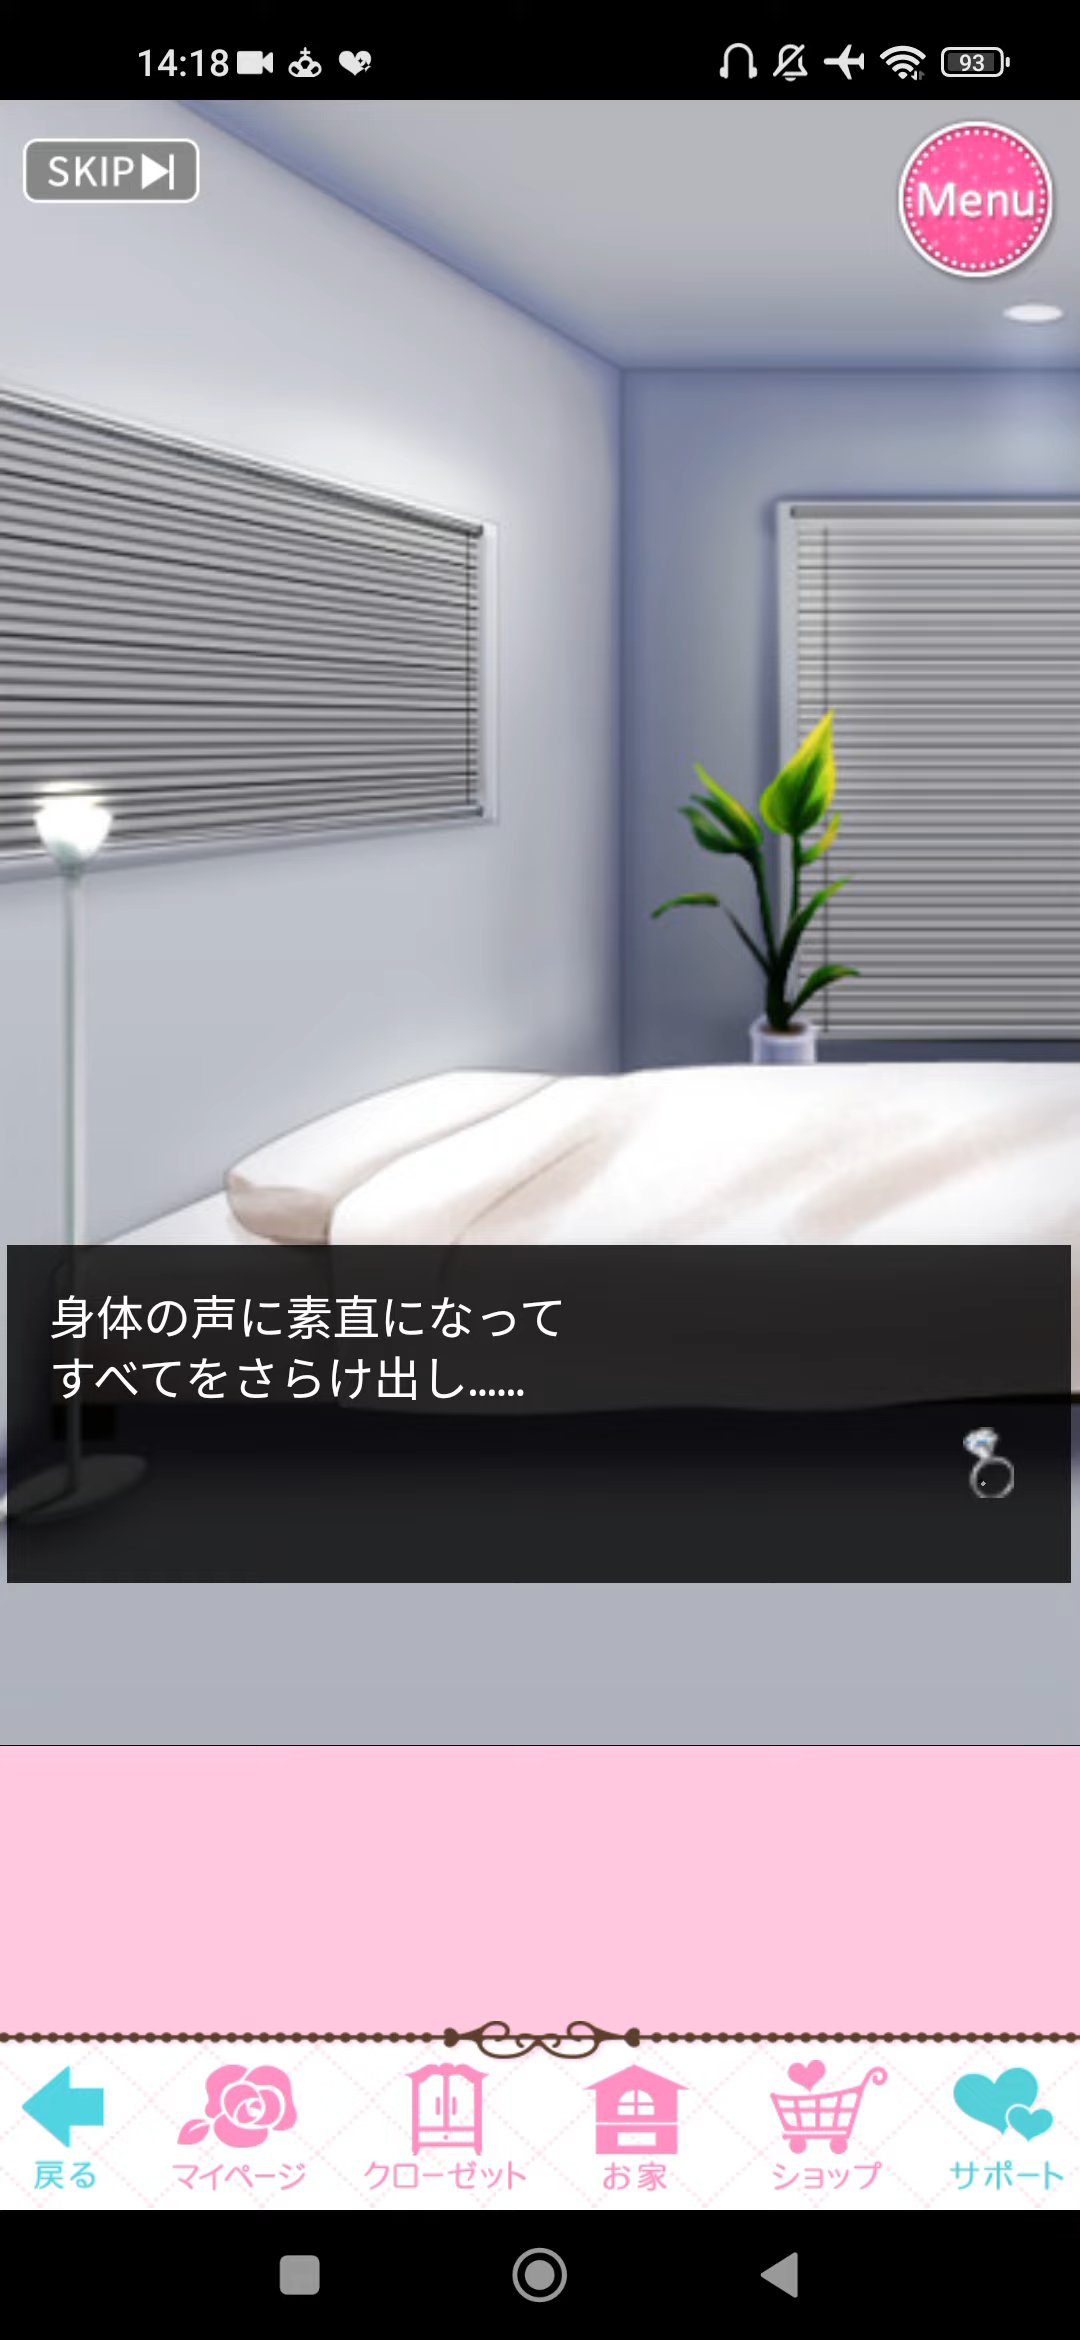 14:18
93
SKIP
Menu
身体の声に素直になって
すべてをさらけ出し……
戻る
マイページ
クローゼット
お家
ショップ
サポート